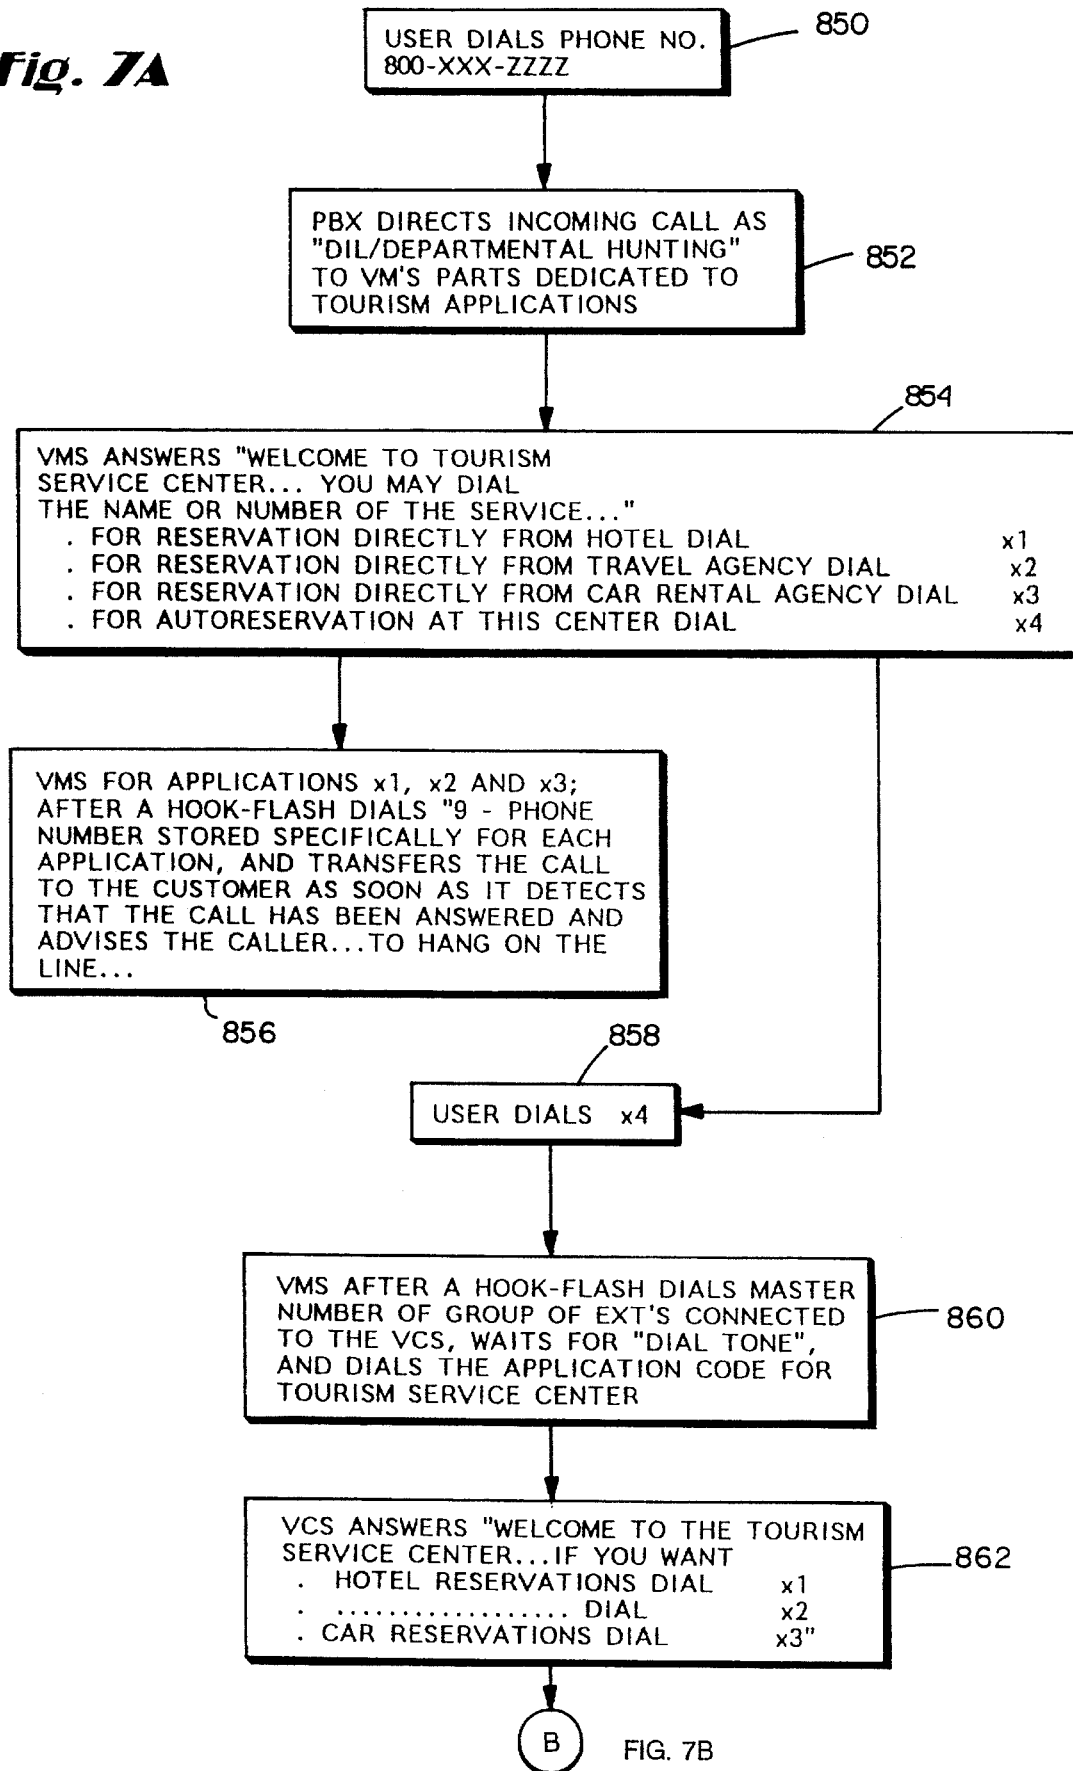 Fig. 7A
USER DIALS PHONE NO.
800-XXX-ZZZZ
850
PBX DIRECTS INCOMING CALL AS
"DIL/DEPARTMENTAL HUNTING"
TO VM'S PARTS DEDICATED TO
TOURISM APPLICATIONS
852
854
VMS ANSWERS "WELCOME TO TOURISM
SERVICE CENTER... YOU MAY DIAL
THE NAME OR NUMBER OF THE SERVICE..."
. FOR RESERVATION DIRECTLY FROM HOTEL DIAL x1
. FOR RESERVATION DIRECTLY FROM TRAVEL AGENCY DIAL x2
. FOR RESERVATION DIRECTLY FROM CAR RENTAL AGENCY DIAL x3
. FOR AUTORESERVATION AT THIS CENTER DIAL x4
VMS FOR APPLICATIONS x1, x2 AND x3;
AFTER A HOOK-FLASH DIALS "9 - PHONE
NUMBER STORED SPECIFICALLY FOR EACH
APPLICATION, AND TRANSFERS THE CALL
TO THE CUSTOMER AS SOON AS IT DETECTS
THAT THE CALL HAS BEEN ANSWERED AND
ADVISES THE CALLER...TO HANG ON THE
LINE...
856
858
USER DIALS x4
VMS AFTER A HOOK-FLASH DIALS MASTER
NUMBER OF GROUP OF EXT'S CONNECTED
TO THE VCS, WAITS FOR "DIAL TONE",
AND DIALS THE APPLICATION CODE FOR
TOURISM SERVICE CENTER
860
VCS ANSWERS "WELCOME TO THE TOURISM
SERVICE CENTER...IF YOU WANT
. HOTEL RESERVATIONS DIAL x1
. .................. DIAL x2
. CAR RESERVATIONS DIAL x3"
862
B
FIG. 7B